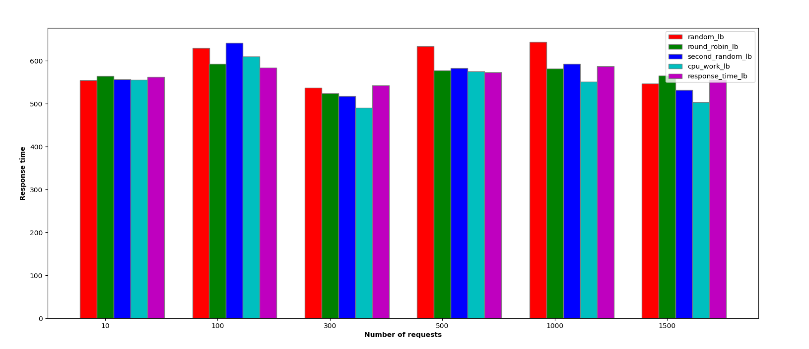 random_lb
round_robin_lb
second_random_lb
cpu_work_lb
response_time_lb
Response time
600
500
400
300
200
100
0
10 100 300 500 1000 1500
Number of requests